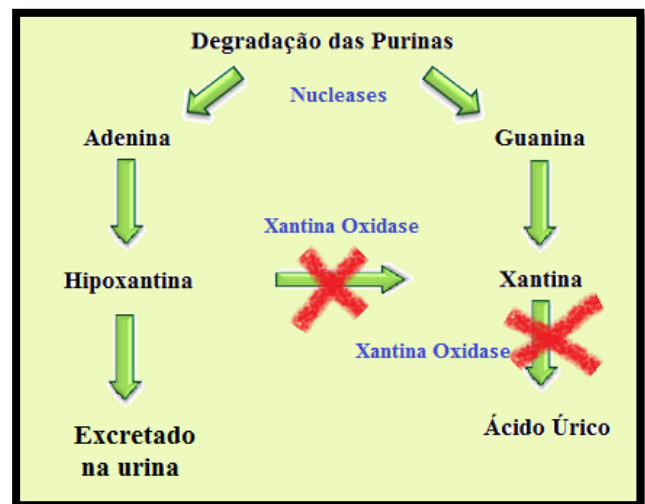 Degradação das Purinas
Nucleases
Adenina
Guanina
Xantina Oxidase
Hipoxantina
Xantina
Xantina Oxidase
Excretado
na urina
Ácido Úrico